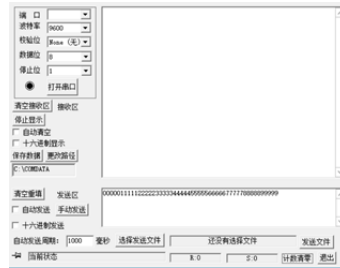 端 口
波特率 9600
校验位 None (无)
数据位 8
停止位 1
打开串口
清空接收区 接收区
停止显示
自动清空
十六进制显示
保存数据 更改路径
C:\COMDATA
清空重填 发送区 00000111112222233333444445555566666777778888899999
自动发送 手动发送
十六进制发送
自动发送周期: 1000 毫秒 选择发送文件 还没有选择文件 发送文件
当前状态 R:0 S:0 计数清零 退出